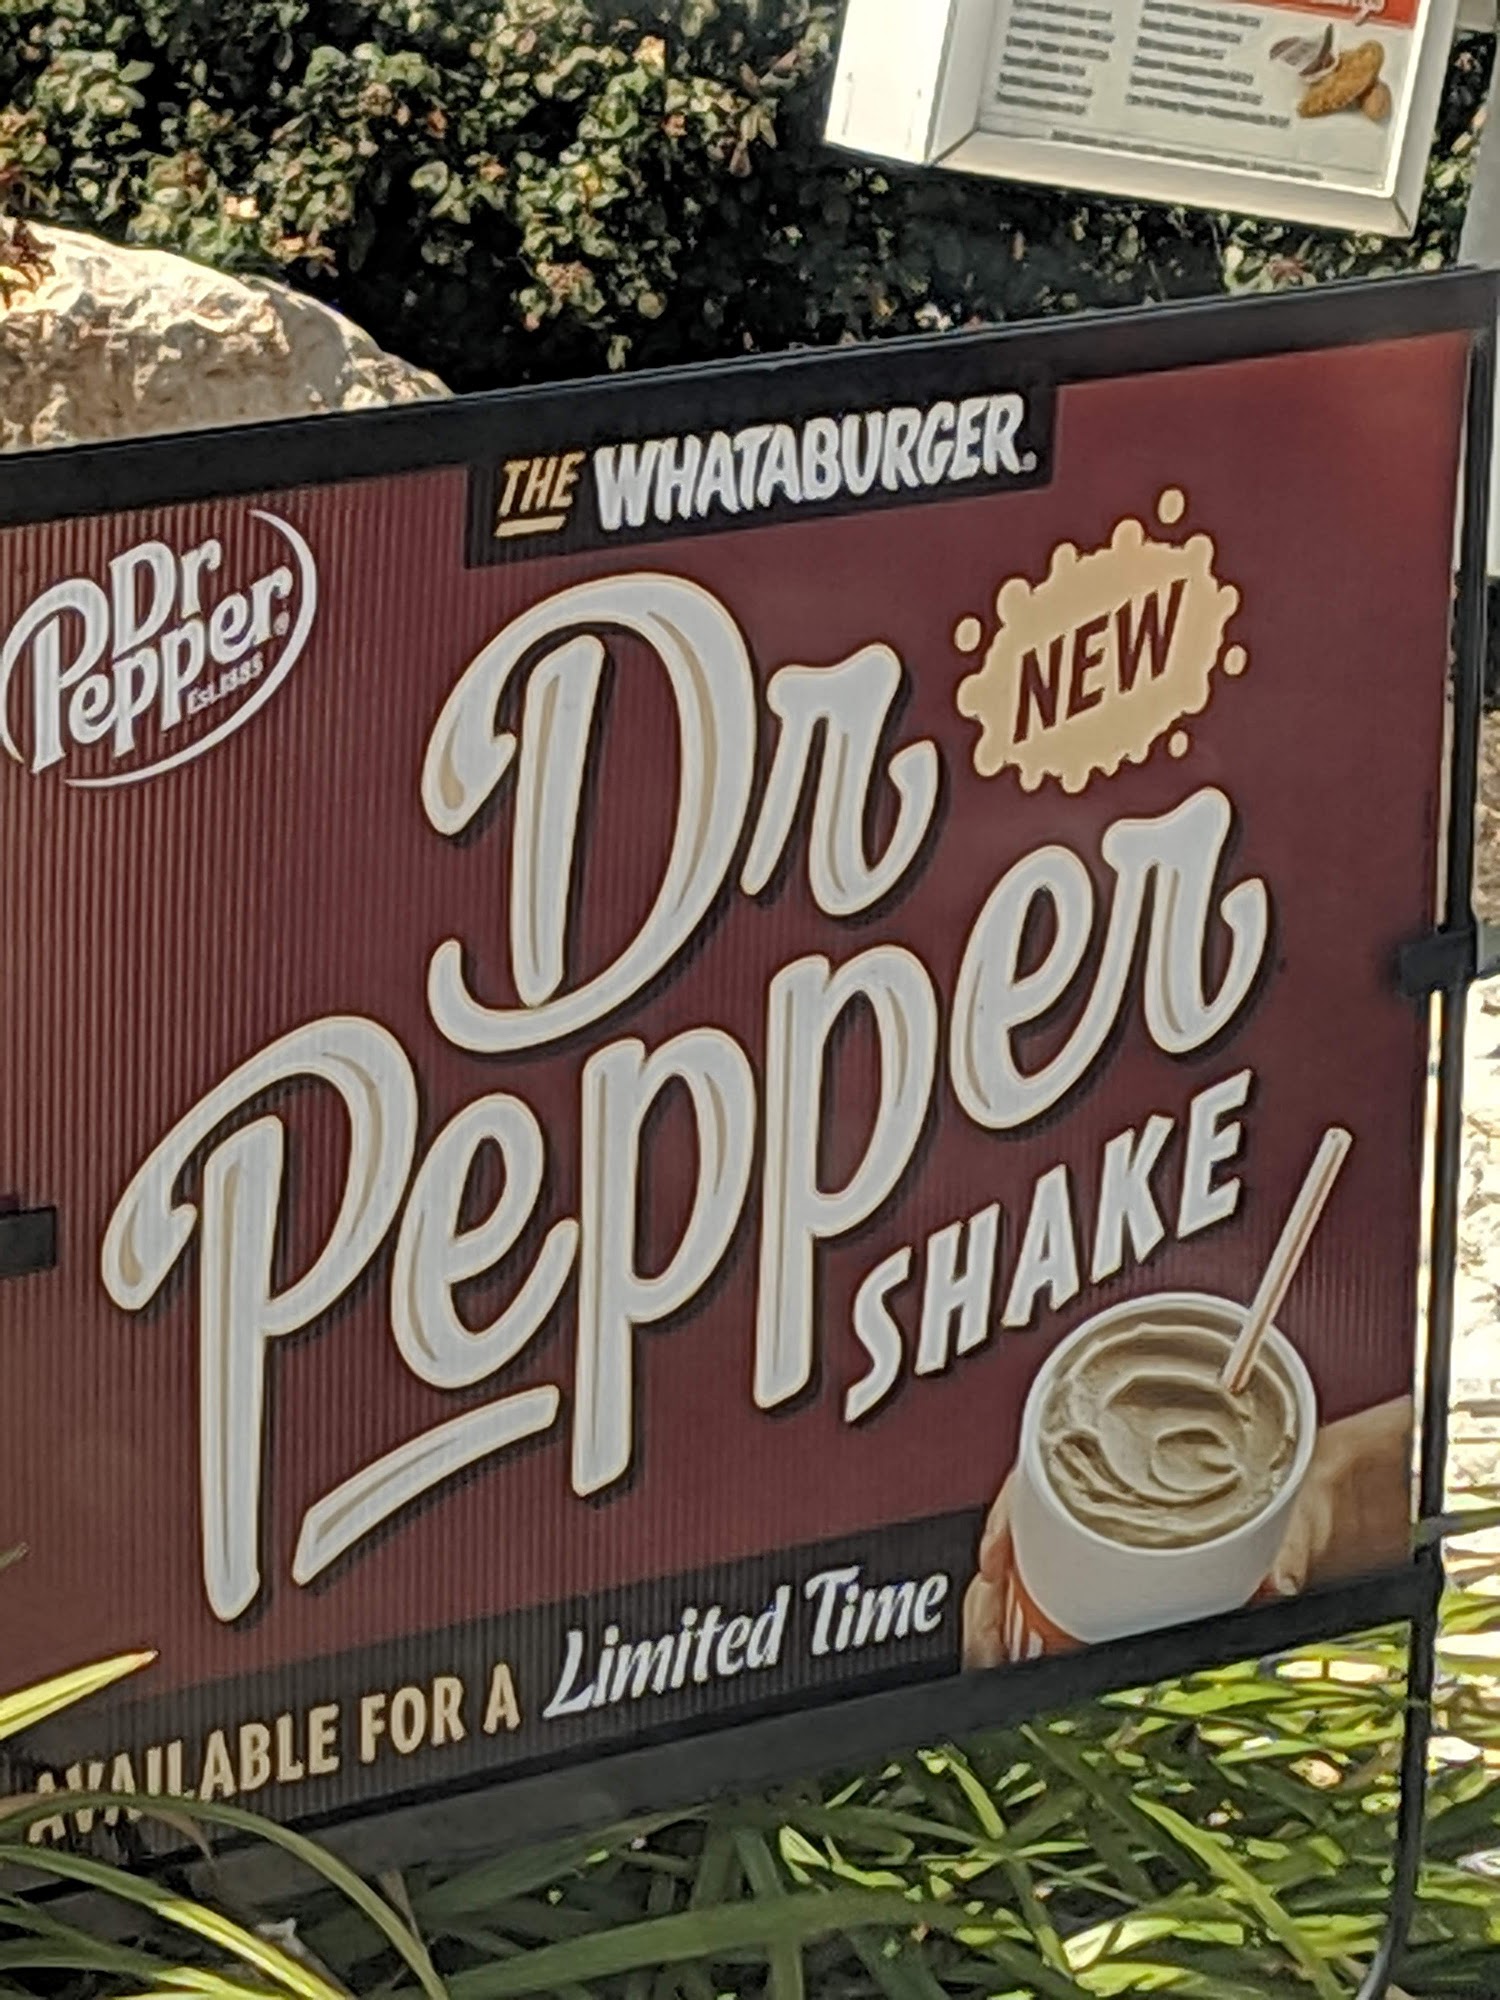 THE WHATABURGER®
Dr
Pepper®
Est.1885
NEW
Dr
Pepper
SHAKE
AVAILABLE FOR A Limited Time